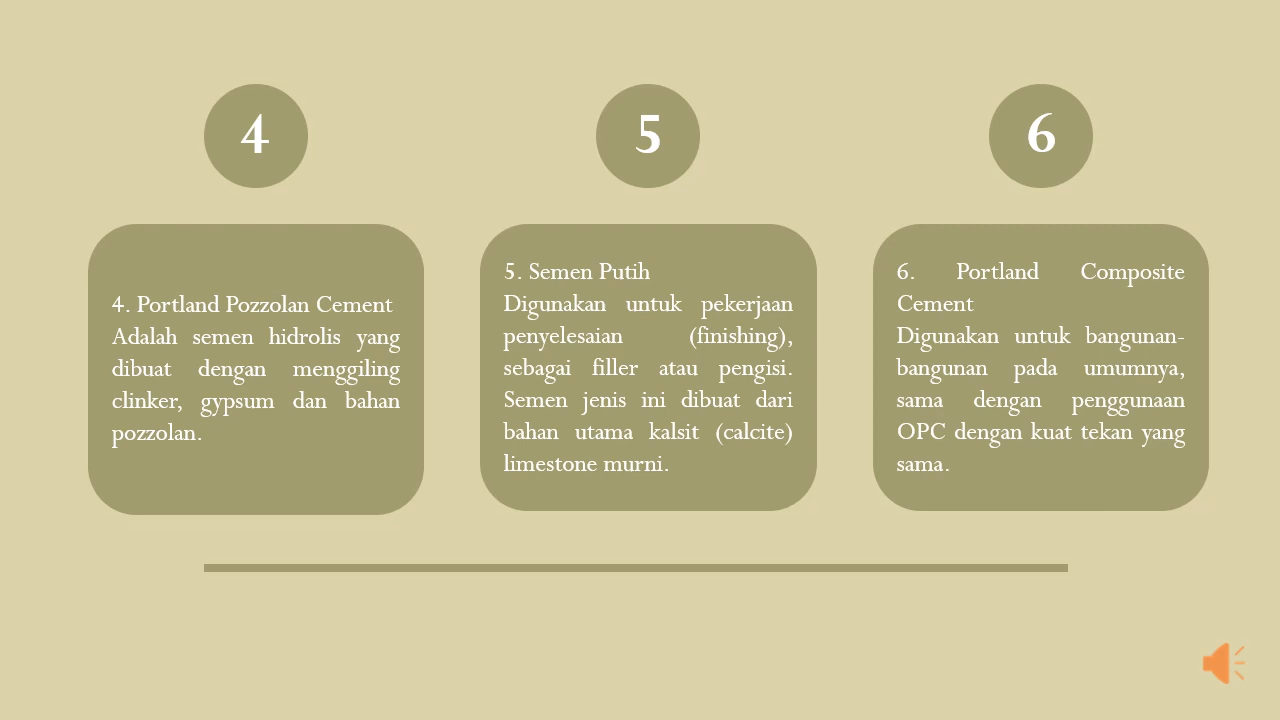 4
5
6
4. Portland Pozzolan Cement
Adalah semen hidrolis yang
dibuat dengan menggiling
clinker, gypsum dan bahan
pozzolan.
5. Semen Putih
Digunakan untuk pekerjaan
penyelesaian (finishing),
sebagai filler atau pengisi.
Semen jenis ini dibuat dari
bahan utama kalsit (calcite)
limestone murni.
6. Portland Composite
Cement
Digunakan untuk bangunan-
bangunan pada umumnya,
sama dengan penggunaan
OPC dengan kuat tekan yang
sama.